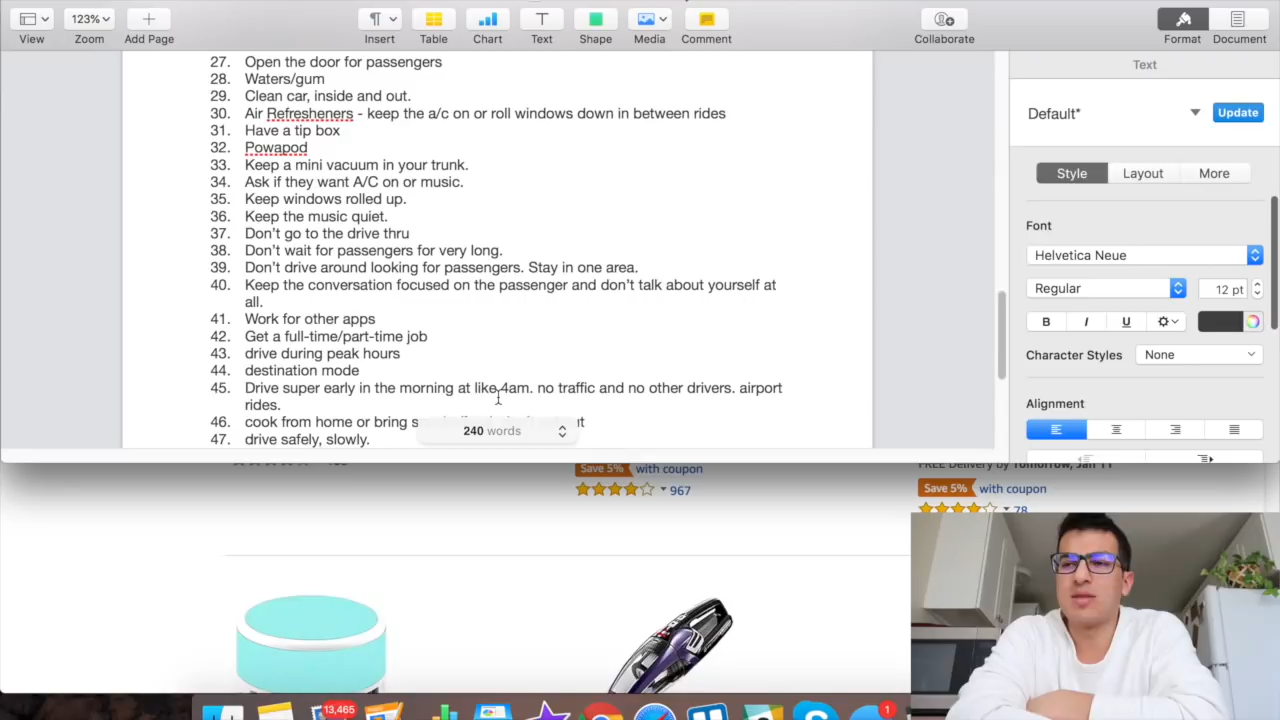 View
123%
Zoom
Add Page
Insert
Table
Chart
T
Text
Shape
Media
Comment
Collaborate
Format
Document
27. Open the door for passengers
28. Waters/gum
29. Clean car, inside and out.
30. Air Refresheners - keep the a/c on or roll windows down in between rides
31. Have a tip box
32. Powapod
33. Keep a mini vacuum in your trunk.
34. Ask if they want A/C on or music.
35. Keep windows rolled up.
36. Keep the music quiet.
37. Don't go to the drive thru
38. Don't wait for passengers for very long.
39. Don't drive around looking for passengers. Stay in one area.
40. Keep the conversation focused on the passenger and don't talk about yourself at
all.
41. Work for other apps
42. Get a full-time/part-time job
43. drive during peak hours
44. destination mode
45. Drive super early in the morning at like 4am. no traffic and no other drivers. airport
rides.
46. cook from home or bring
47. drive safely, slowly.
240 words
Text
Default*
Update
Style
Layout
More
Font
Helvetica Neue
Regular
12 pt
B I U
Character Styles
None
Alignment
Save 5% with coupon
967
FREE Delivery by Tomorrow, Jan 11
Save 5% with coupon
78
13,465
1